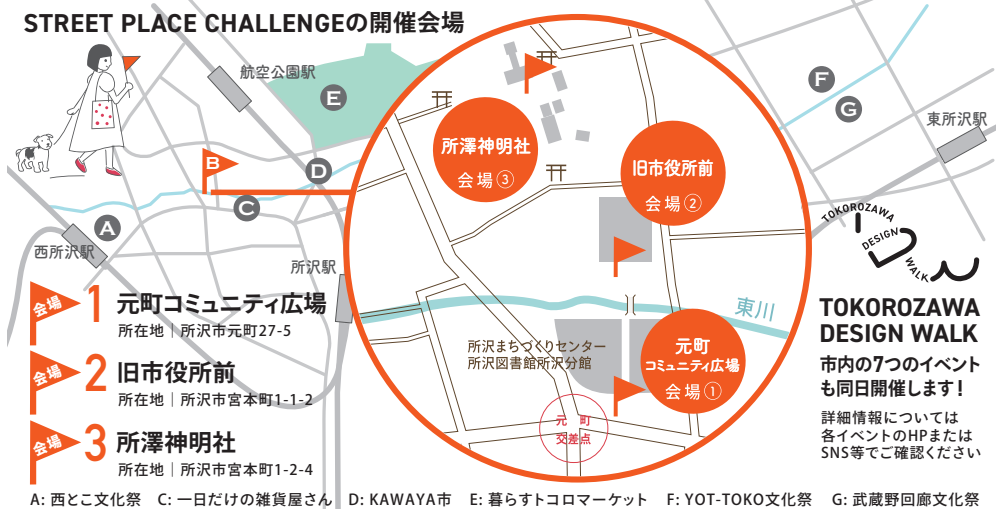 STREET PLACE CHALLENGEの開催会場
航空公園駅
E
F
G
東所沢駅
B
D
C
A
西所沢駅
所沢駅
所澤神明社
会場③
旧市役所前
会場②
東川
所沢まちづくりセンター
所沢図書館所沢分館
元町
コミュニティ広場
会場①
元 町
交差点
会場 1 元町コミュニティ広場
所在地｜所沢市元町27-5
会場 2 旧市役所前
所在地｜所沢市宮本町1-1-2
会場 3 所澤神明社
所在地｜所沢市宮本町1-2-4
TOKOROZAWA
DESIGN
WALK
TOKOROZAWA
DESIGN WALK
市内の7つのイベント
も同日開催します！
詳細情報については
各イベントのHPまたは
SNS等でご確認ください
A: 西とこ文化祭 C: 一日だけの雑貨屋さん D: KAWAYA市 E: 暮らすトコロマーケット F: YOT-TOKO文化祭 G: 武蔵野回廊文化祭